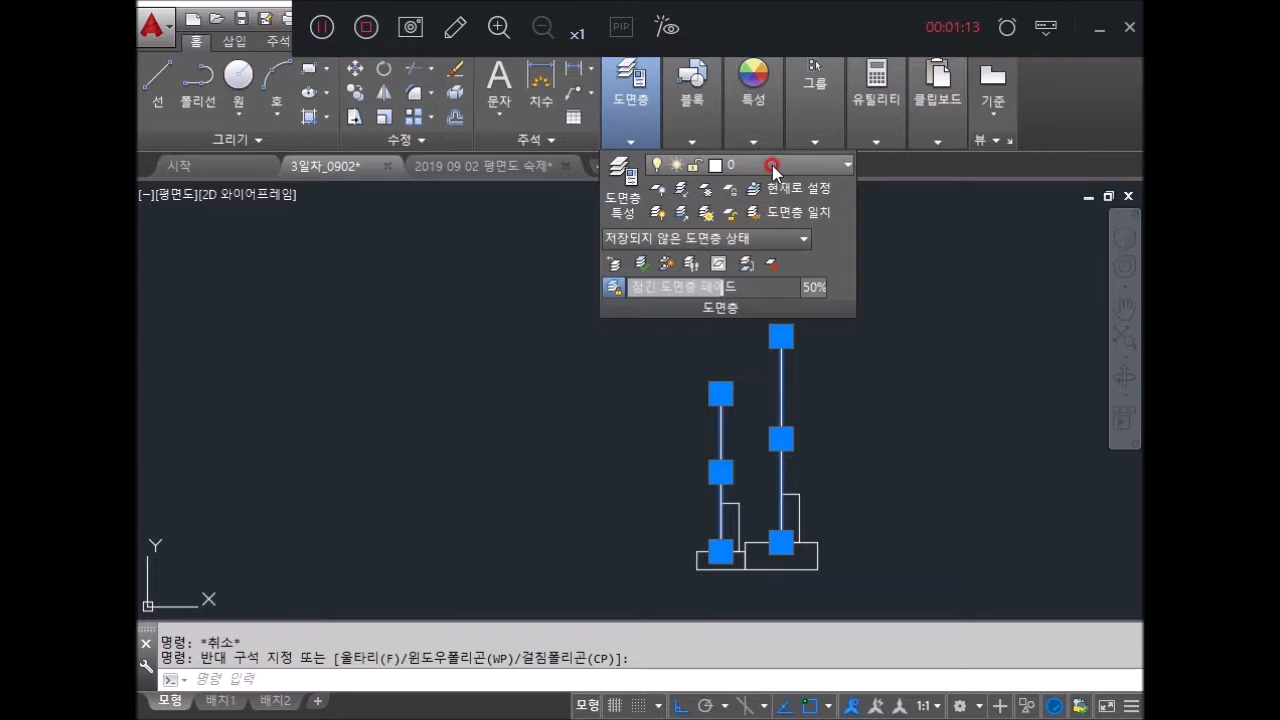 x1
PIP
00:01:13
홈 삽입 주석
선 폴리선 원 호
문자 치수
도면층 블록 특성 그룹 유틸리티 클립보드 기준
그리기 수정 주석 뷰
시작 3일차_0902* 2019 09 02 평면도 숙제*
0
[−][평면도][2D 와이어프레임]
도면층
특성
현재로 설정
도면층 일치
저장되지 않은 도면층 상태
잠긴 도면층 페이드 50%
도면층
Y
X
명령: *취소*
명령: 반대 구석 지정 또는 [울타리(F)/윈도우폴리곤(WP)/걸침폴리곤(CP)]:
명령 입력
모형 배치1 배치2 +
모형 1:1